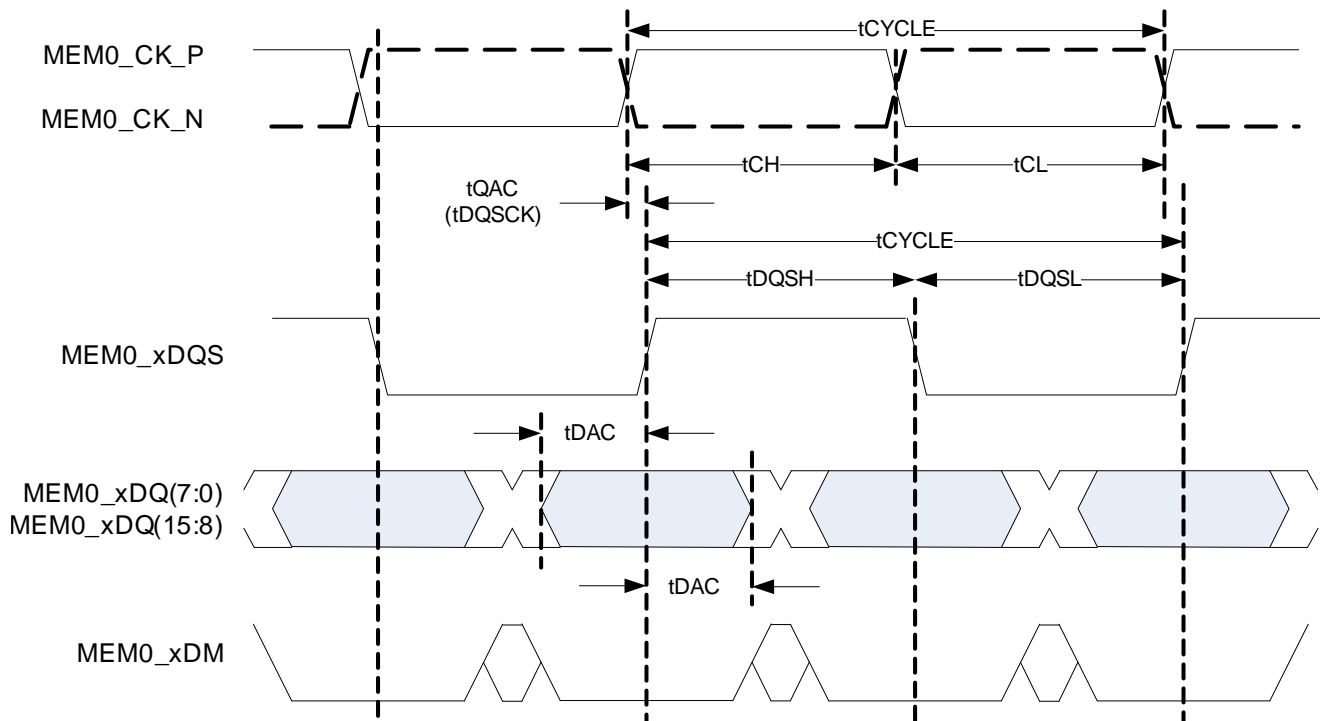 tCYCLE
MEM0_CK_P
MEM0_CK_N
tCH
tCL
tQAC
(tDQSCK)
tCYCLE
tDQSH
tDQSL
MEM0_xDQS
tDAC
MEM0_xDQ(7:0)
MEM0_xDQ(15:8)
tDAC
MEM0_xDM